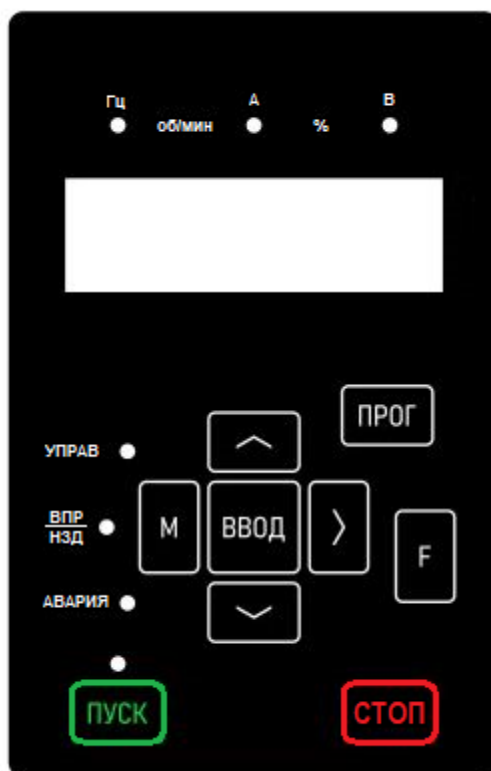 Гц А В
об/мин %
ПРОГ
УПРАВ
ВПР
НЗД
М ВВОД
F
АВАРИЯ
ПУСК СТОП